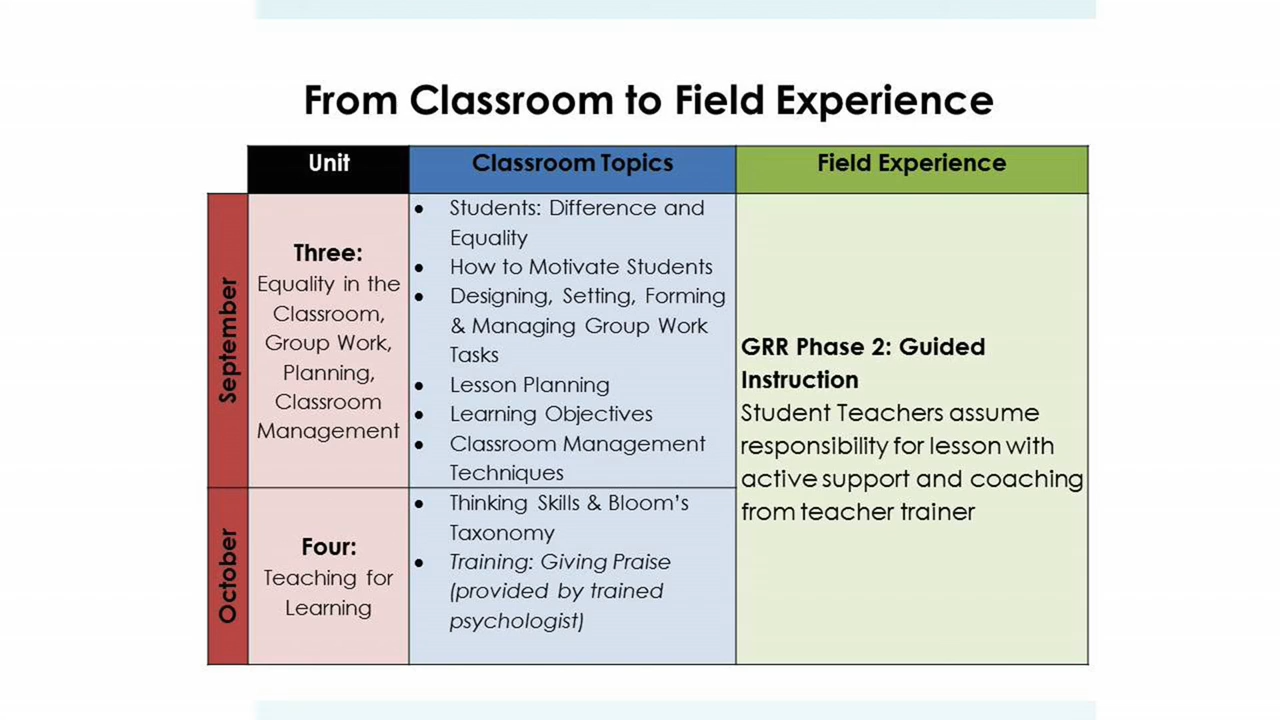 From Classroom to Field Experience
Unit
Classroom Topics
Field Experience
September
Three:
Equality in the
Classroom,
Group Work,
Planning,
Classroom
Management
• Students: Difference and
Equality
• How to Motivate Students
• Designing, Setting, Forming
& Managing Group Work
Tasks
• Lesson Planning
• Learning Objectives
• Classroom Management
Techniques
GRR Phase 2: Guided
Instruction
Student Teachers assume
responsibility for lesson with
active support and coaching
from teacher trainer
October
Four:
Teaching for
Learning
• Thinking Skills & Bloom's
Taxonomy
• Training: Giving Praise
(provided by trained
psychologist)